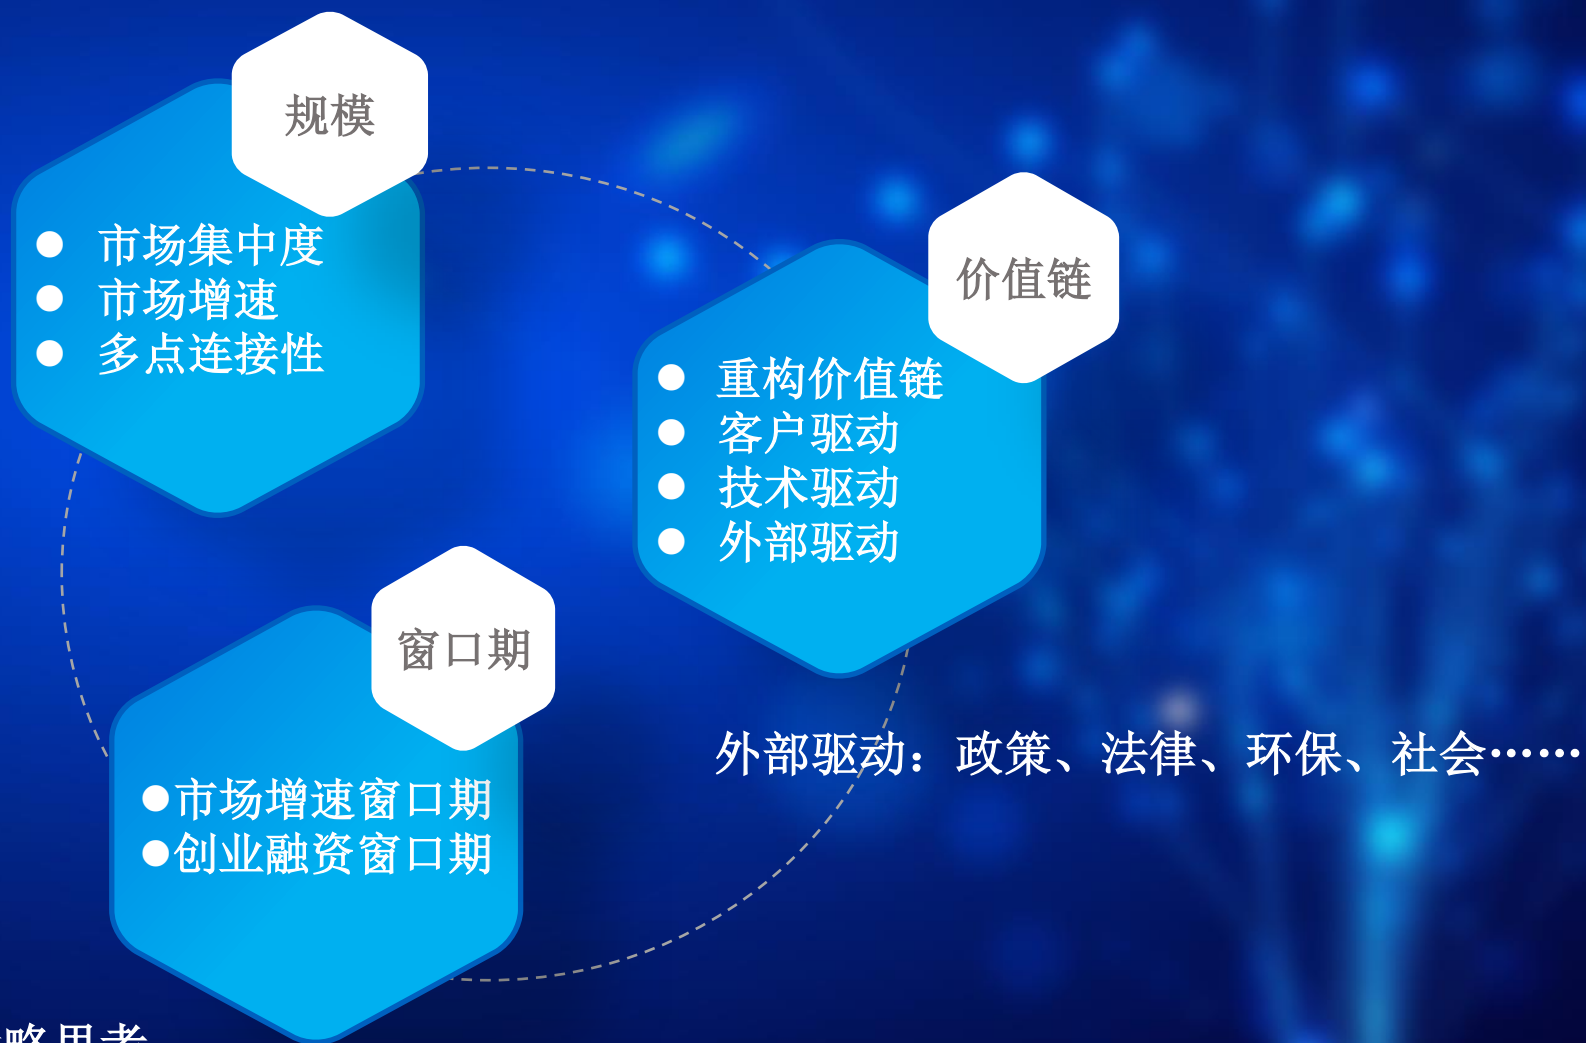 规模
● 市场集中度
● 市场增速
● 多点连接性
价值链
● 重构价值链
● 客户驱动
● 技术驱动
● 外部驱动
窗口期
●市场增速窗口期
●创业融资窗口期
外部驱动：政策、法律、环保、社会……
略思考